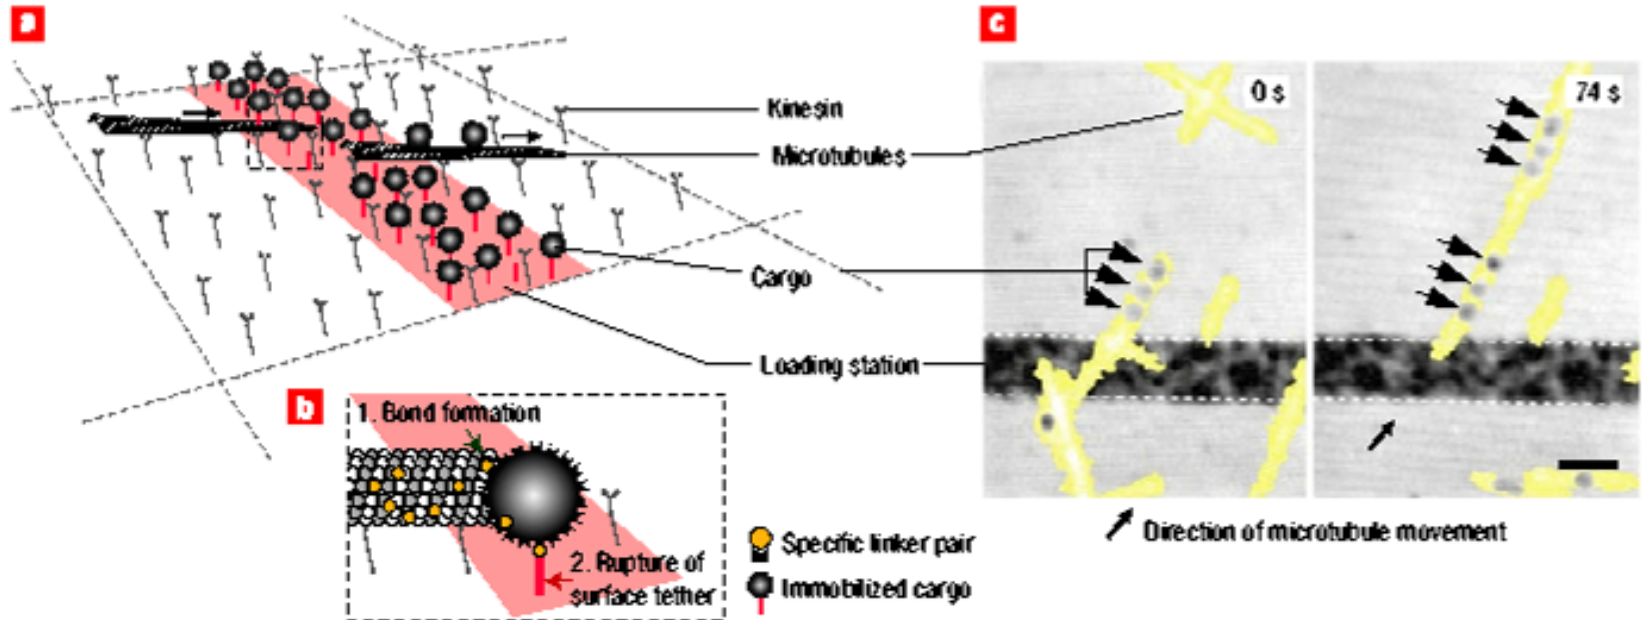 a
Kinesin
Microtubules
Cargo
Loading station
b
1. Bond formation
2. Rupture of
surface tether
Specific linker pair
Immobilized cargo
c
0 s
74 s
Direction of microtubule movement